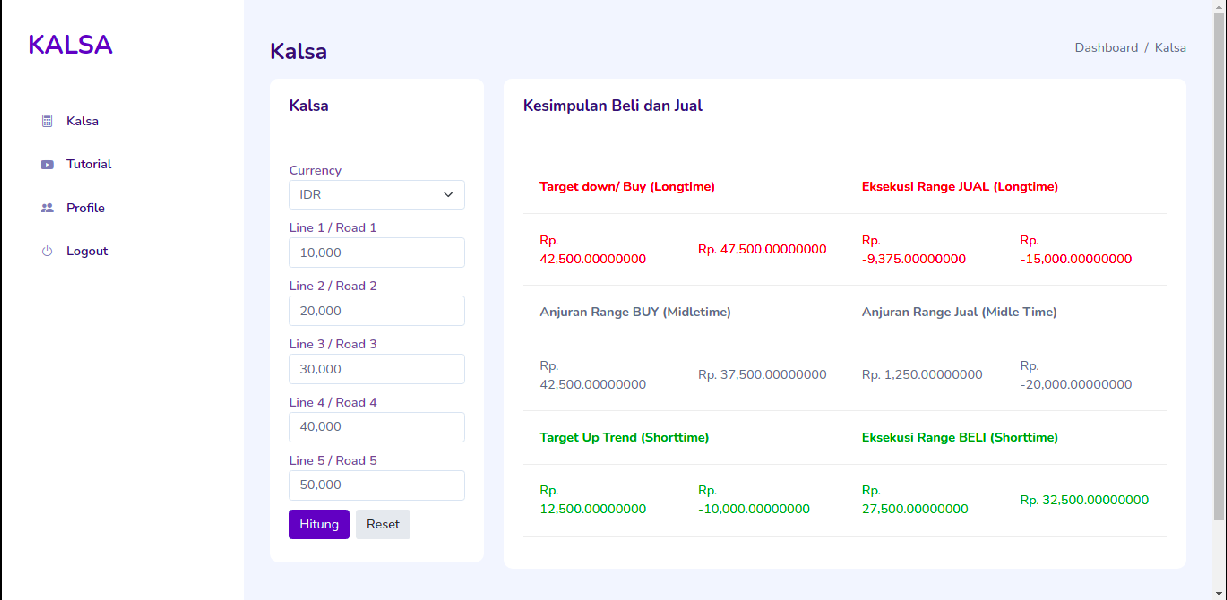 KALSA
Kalsa
Tutorial
Profile
Logout
Kalsa
Dashboard / Kalsa
Kalsa
Currency
IDR
Line 1 / Road 1
10,000
Line 2 / Road 2
20,000
Line 3 / Road 3
30,000
Line 4 / Road 4
40,000
Line 5 / Road 5
50,000
Hitung Reset
Kesimpulan Beli dan Jual
Target down/ Buy (Longtime) Eksekusi Range JUAL (Longtime)
Rp.
42,500.00000000
Rp. 47,500.00000000
Rp.
-9,375.00000000
Rp.
-15,000.00000000
Anjuran Range BUY (Midletime) Anjuran Range Jual (Midle Time)
Rp.
42,500.00000000
Rp. 37,500.00000000
Rp. 1,250.00000000
Rp.
-20,000.00000000
Target Up Trend (Shorttime) Eksekusi Range BELI (Shorttime)
Rp.
12,500.00000000
Rp.
-10,000.00000000
Rp.
27,500.00000000
Rp. 32,500.00000000